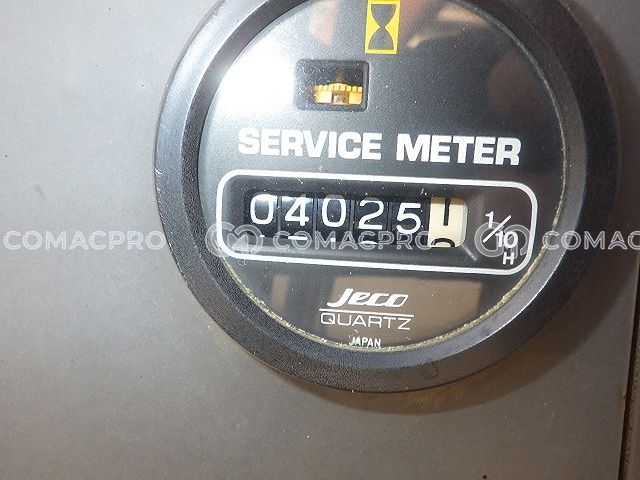 SERVICE METER
04025
1/10
H
COMACPRO COMACPRO COMACPRO
Jeco
QUARTZ
JAPAN